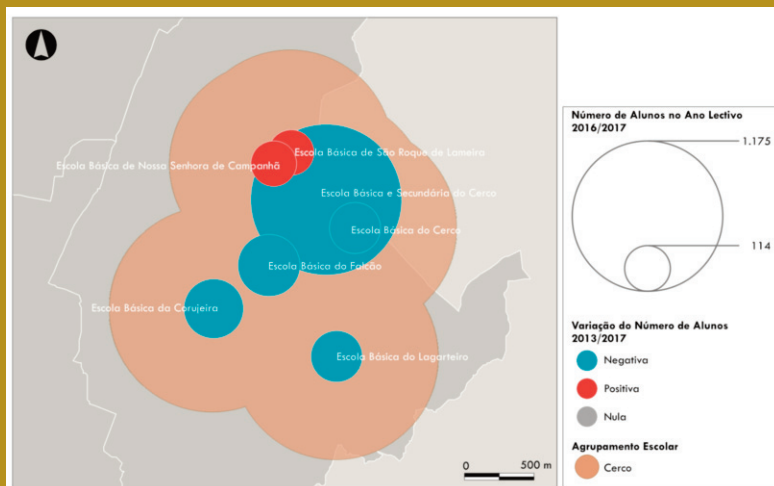 Escola Básica de São Roque da Lameira
Escola Básica de Nossa Senhora de Campanhã
Escola Básica e Secundária do Cerco
Escola Básica do Cerco
Escola Básica do Falcão
Escola Básica da Corujeira
Escola Básica do Lagarteiro
0 500 m
Número de Alunos no Ano Lectivo
2016/2017
1.175
114
Variação do Número de Alunos
2013/2017
Negativa
Positiva
Nula
Agrupamento Escolar
Cerco